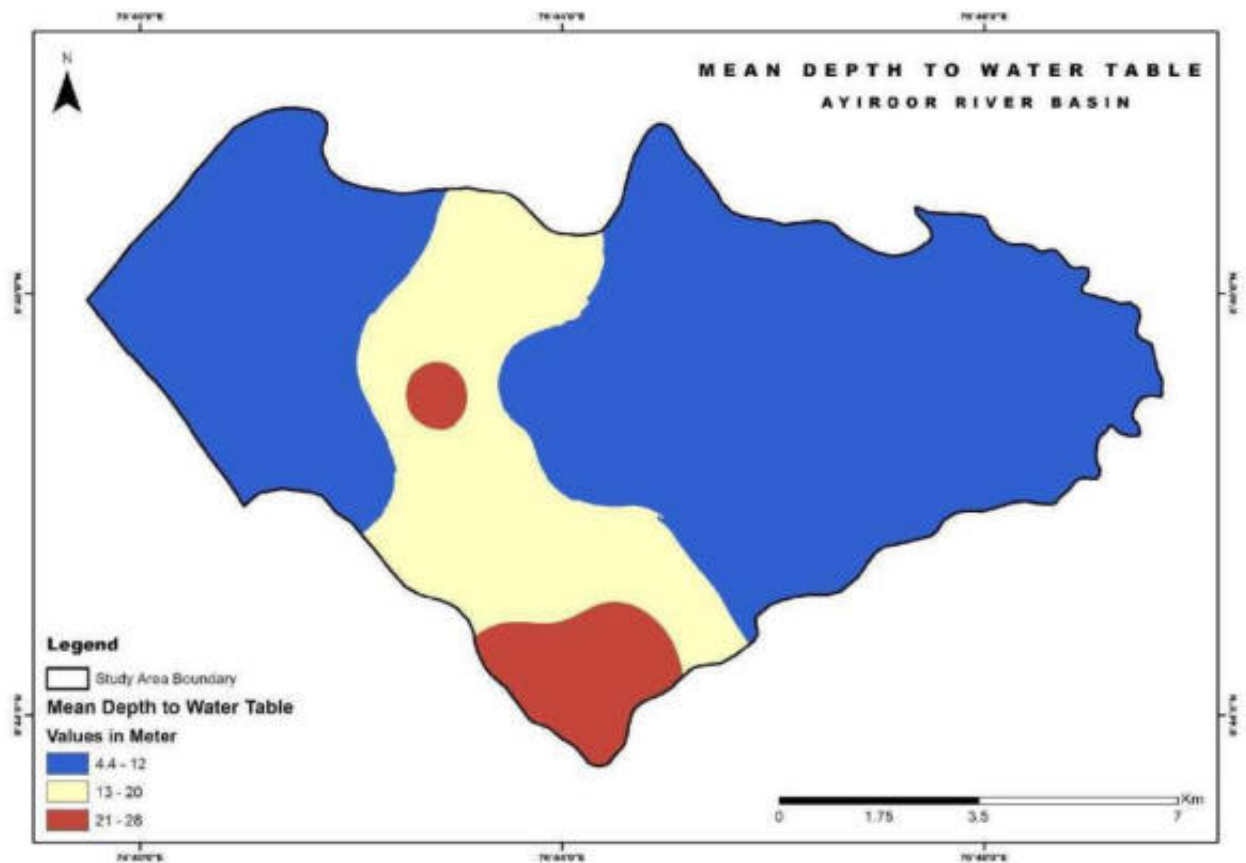 MEAN DEPTH TO WATER TABLE
AYIROOR RIVER BASIN
N
Legend
Study Area Boundary
Mean Depth to Water Table
Values in Meter
4.4 - 12
13 - 20
21 - 28
Km
0 1.75 3.5 7